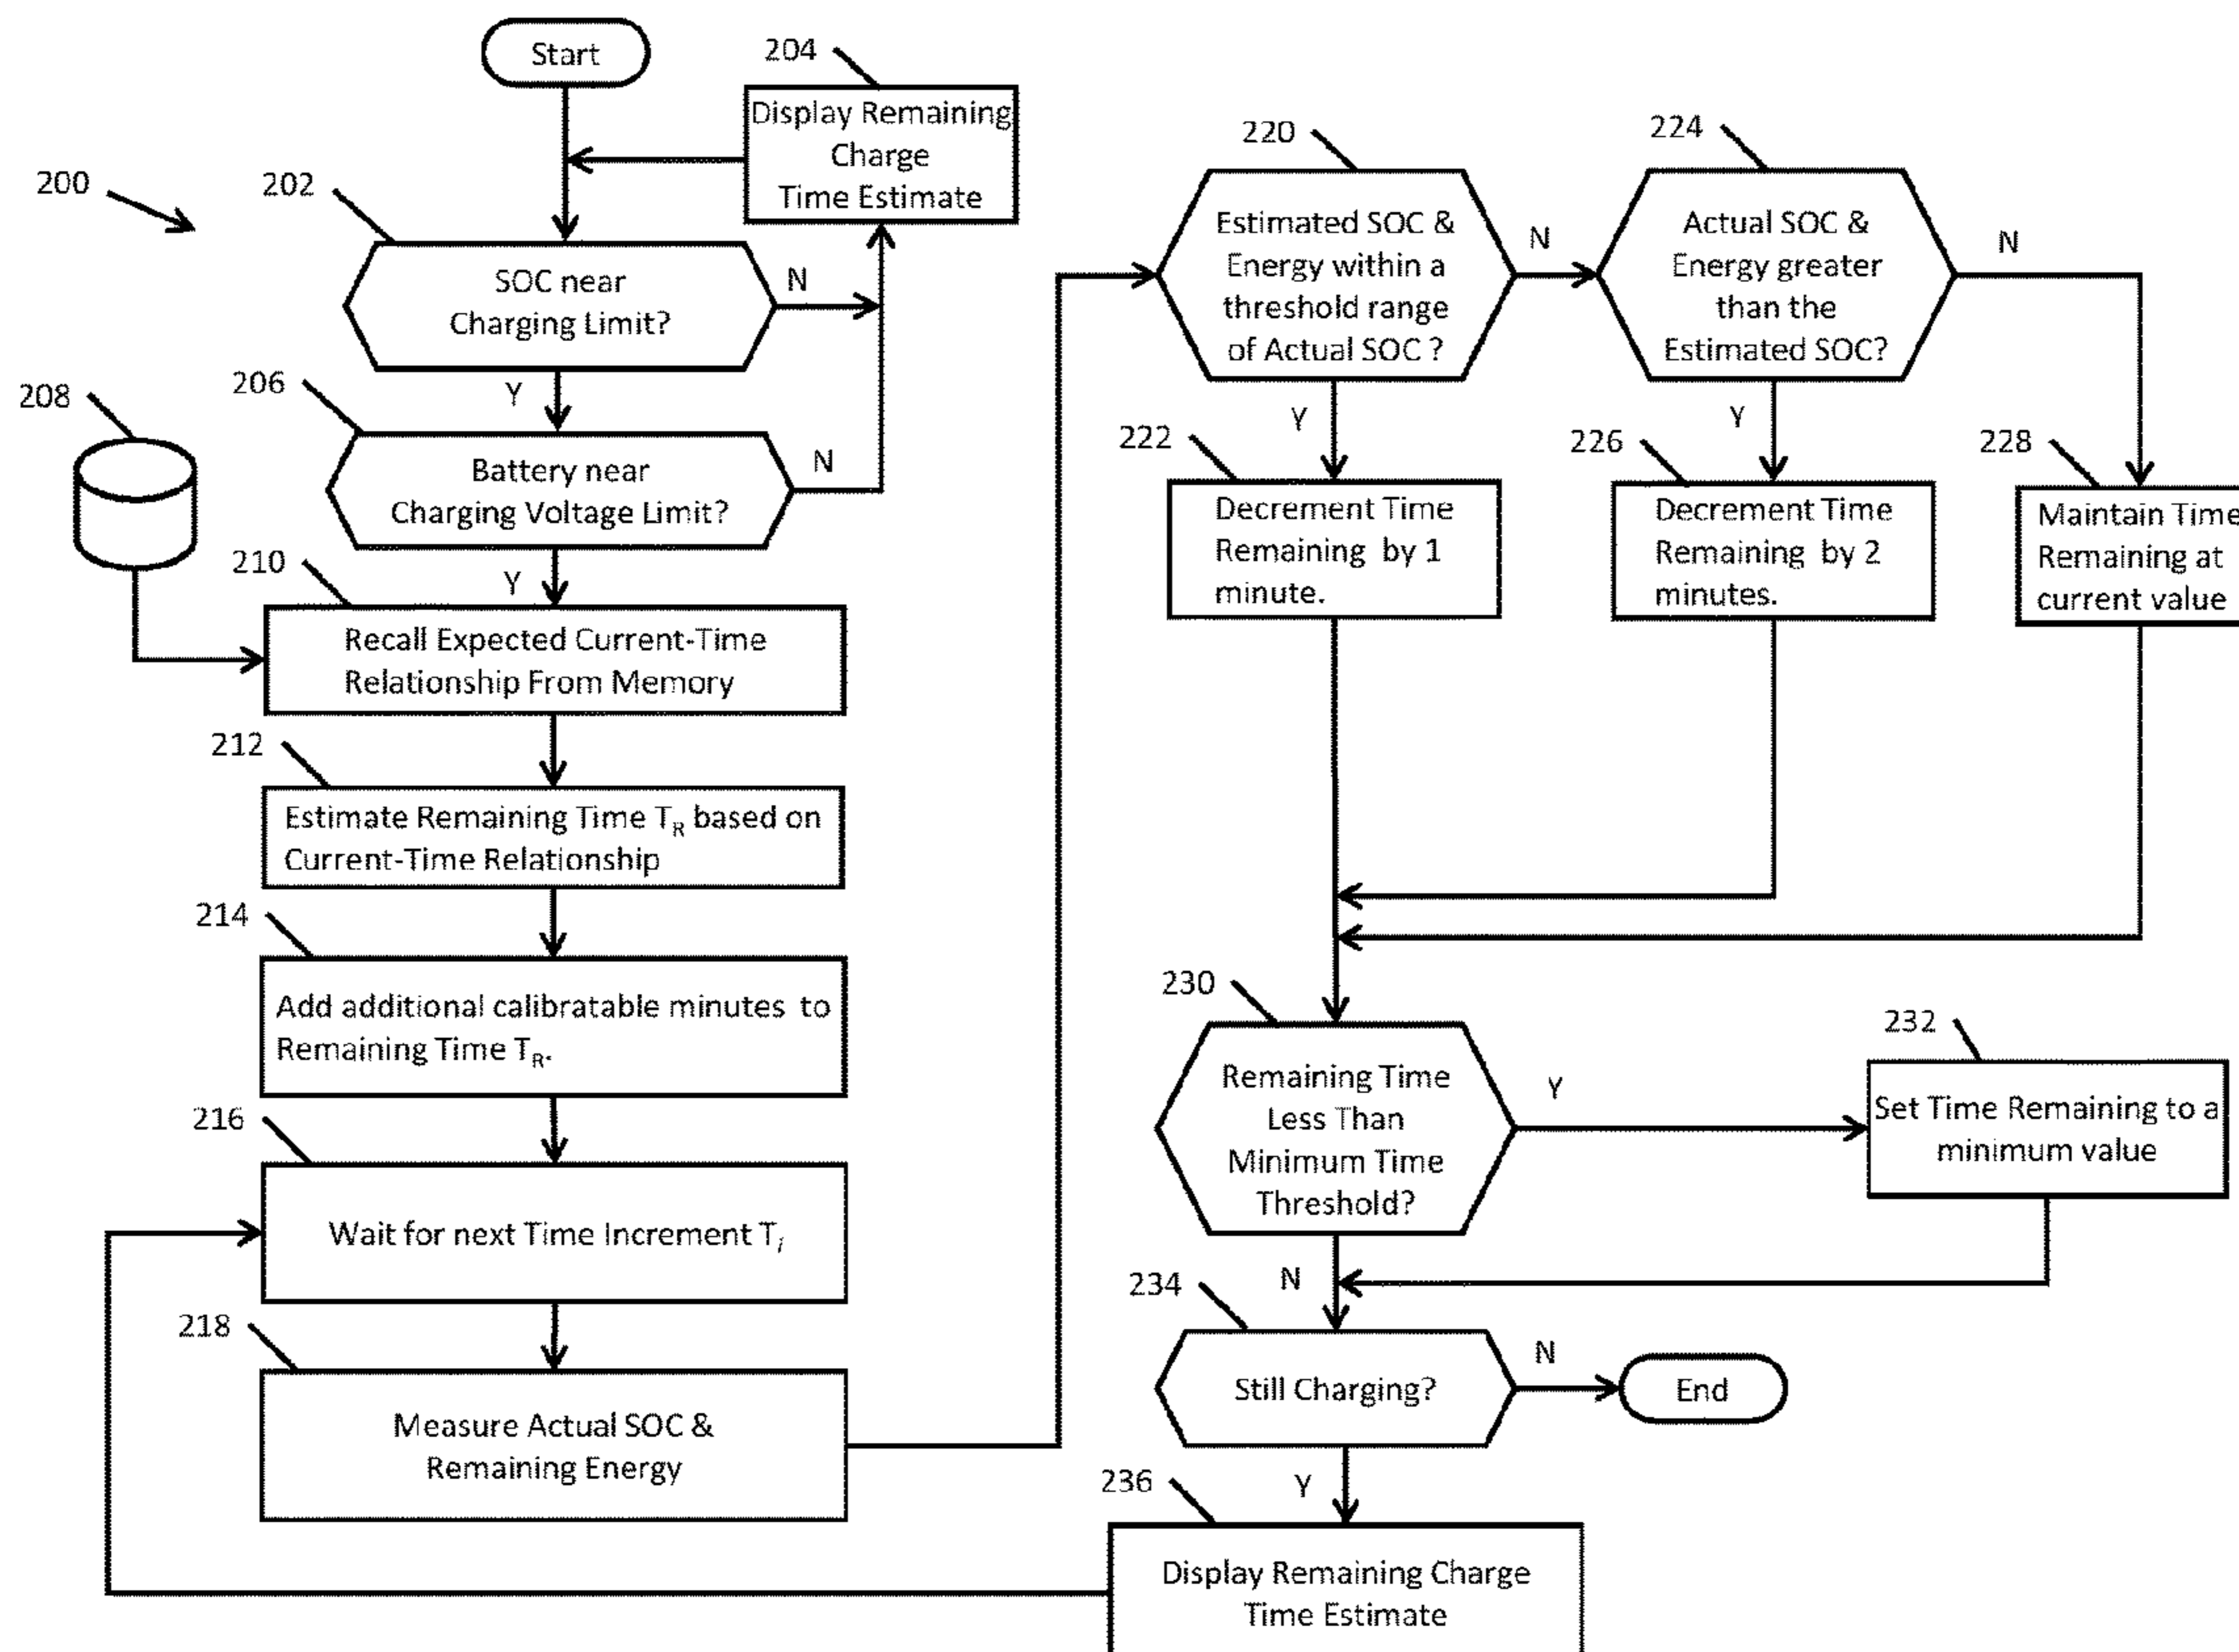 Start
204
Display Remaining
Charge
Time Estimate
200
202
SOC near
Charging Limit?
N
Y
206
Battery near
Charging Voltage Limit?
N
208
Y
210
Recall Expected Current-Time
Relationship From Memory
212
Estimate Remaining Time TR based on
Current-Time Relationship
214
Add additional calibratable minutes to
Remaining Time TR.
216
Wait for next Time Increment Ti
218
Measure Actual SOC &
Remaining Energy
220
Estimated SOC &
Energy within a
threshold range
of Actual SOC ?
N
Y
224
Actual SOC &
Energy greater
than the
Estimated SOC?
N
Y
222
Decrement Time
Remaining by 1
minute.
226
Decrement Time
Remaining by 2
minutes.
228
Maintain Time
Remaining at
current value
230
Remaining Time
Less Than
Minimum Time
Threshold?
Y
N
232
Set Time Remaining to a
minimum value
234
Still Charging?
N
End
Y
236
Display Remaining Charge
Time Estimate